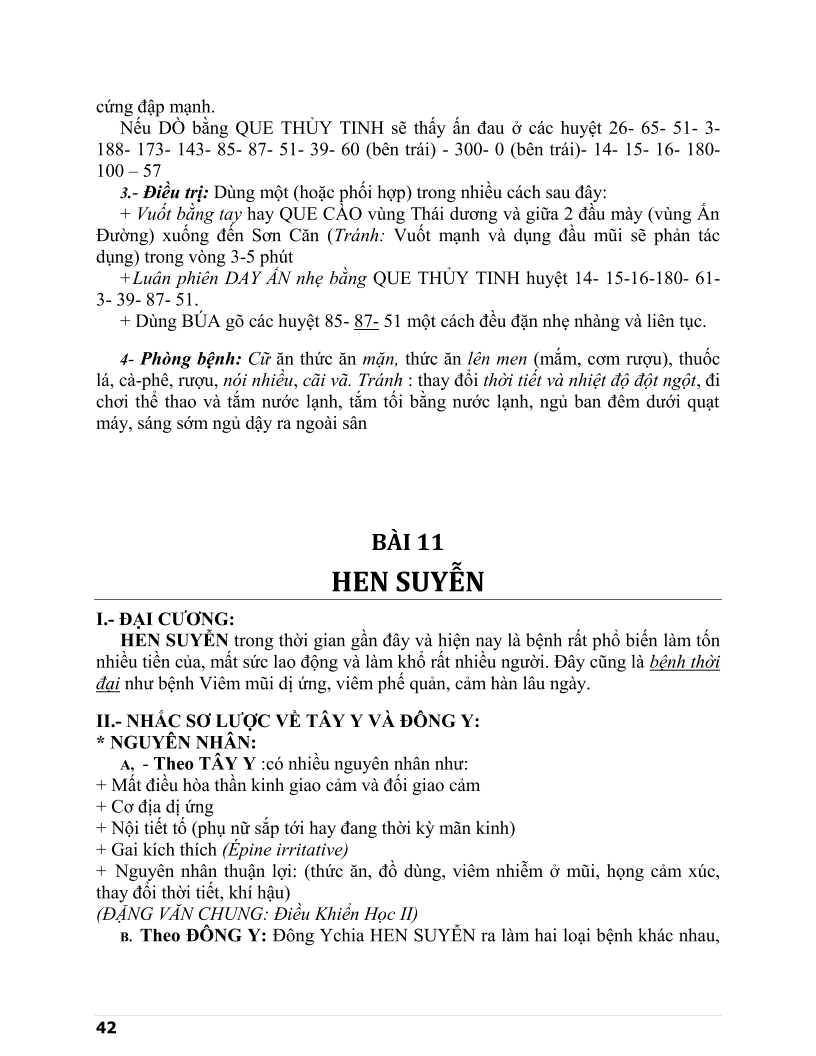 cứng đập mạnh.
Nếu DÒ bằng QUE THỦY TINH sẽ thấy ấn đau ở các huyệt 26- 65- 51- 3-
188- 173- 143- 85- 87- 51- 39- 60 (bên trái) - 300- 0 (bên trái)- 14- 15- 16- 180-
100 – 57
3.- Điều trị: Dùng một (hoặc phối hợp) trong nhiều cách sau đây:
+ Vuốt bằng tay hay QUE CÀO vùng Thái dương và giữa 2 đầu mày (vùng Ấn
Đường) xuống đến Sơn Căn (Tránh: Vuốt mạnh và dụng đầu mũi sẽ phản tác
dụng) trong vòng 3-5 phút
+Luân phiên DAY ẤN nhẹ bằng QUE THỦY TINH huyệt 14- 15-16-180- 61-
3- 39- 87- 51.
+ Dùng BÚA gõ các huyệt 85- 87- 51 một cách đều đặn nhẹ nhàng và liên tục.
4- Phòng bệnh: Cữ ăn thức ăn mặn, thức ăn lên men (mắm, cơm rượu), thuốc
lá, cà-phê, rượu, nói nhiều, cãi vã. Tránh : thay đổi thời tiết và nhiệt độ đột ngột, đi
chơi thể thao và tắm nước lạnh, tắm tối bằng nước lạnh, ngủ ban đêm dưới quạt
máy, sáng sớm ngủ dậy ra ngoài sân
BÀI 11
HEN SUYỄN
I.- ĐẠI CƯƠNG:
HEN SUYỄN trong thời gian gần đây và hiện nay là bệnh rất phổ biến làm tốn
nhiều tiền của, mất sức lao động và làm khổ rất nhiều người. Đây cũng là bệnh thời
đại như bệnh Viêm mũi dị ứng, viêm phế quản, cảm hàn lâu ngày.
II.- NHẮC SƠ LƯỢC VỀ TÂY Y VÀ ĐÔNG Y:
* NGUYÊN NHÂN:
A, - Theo TÂY Y :có nhiều nguyên nhân như:
+ Mất điều hòa thần kinh giao cảm và đối giao cảm
+ Cơ địa dị ứng
+ Nội tiết tố (phụ nữ sắp tới hay đang thời kỳ mãn kinh)
+ Gai kích thích (Épine irritative)
+ Nguyên nhân thuận lợi: (thức ăn, đồ dùng, viêm nhiễm ở mũi, họng cảm xúc,
thay đổi thời tiết, khí hậu)
(ĐẶNG VĂN CHUNG: Điều Khiển Học II)
B. Theo ĐÔNG Y: Đông Ychia HEN SUYỄN ra làm hai loại bệnh khác nhau,
42